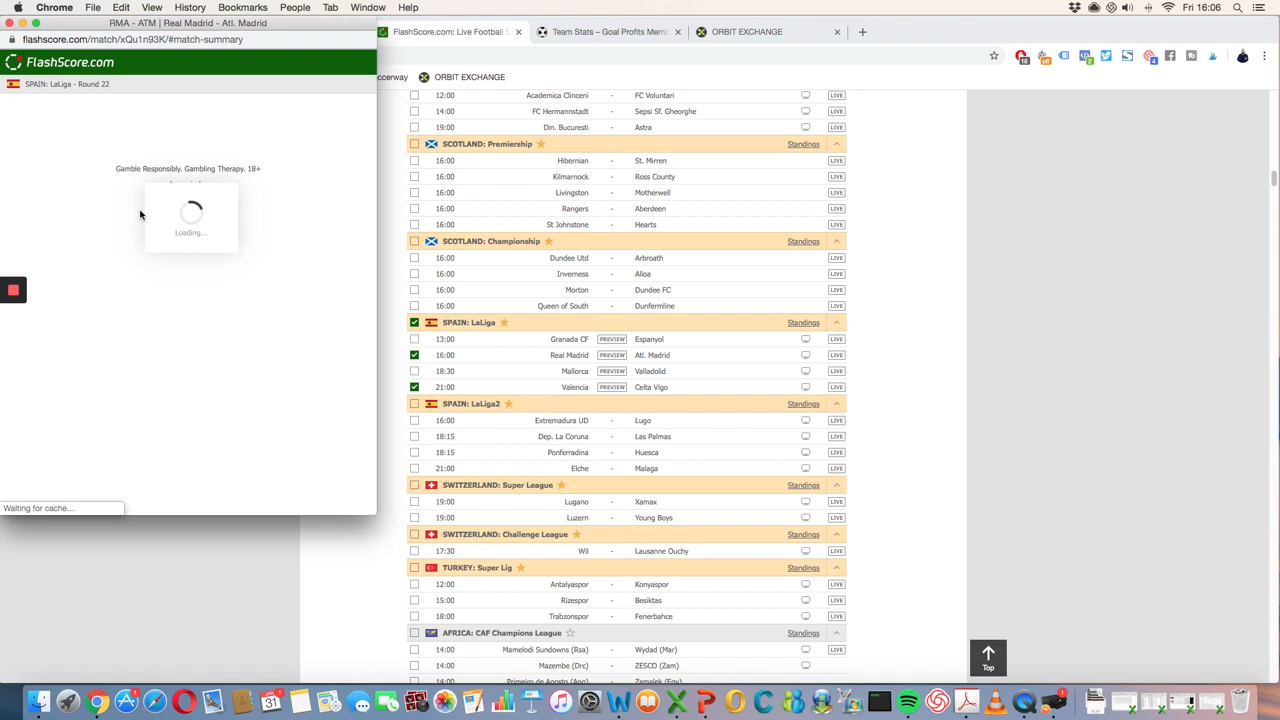 Chrome File Edit View History Bookmarks People Tab Window Help Fri 16:06
RMA - ATM | Real Madrid - Atl. Madrid
flashscore.com/match/xQu1n93K/#match-summary
FlashScore.com
SPAIN: LaLiga - Round 22
Gamble Responsibly. Gambling Therapy. 18+
Loading...
Waiting for cache...
FlashScore.com: Live Football S Team Stats – Goal Profits Mem ORBIT EXCHANGE
ccerway ORBIT EXCHANGE
12:00 Academica Clinceni FC Voluntari LIVE
14:00 FC Hermannstadt - Sepsi Sf. Gheorghe LIVE
19:00 Din. Bucuresti - Astra LIVE
SCOTLAND: Premiership Standings
16:00 Hibernian - St. Mirren LIVE
16:00 Kilmarnock - Ross County LIVE
16:00 Livingston - Motherwell LIVE
16:00 Rangers - Aberdeen LIVE
16:00 St Johnstone - Hearts LIVE
SCOTLAND: Championship Standings
16:00 Dundee Utd - Arbroath LIVE
16:00 Inverness - Alloa LIVE
16:00 Morton - Dundee FC LIVE
16:00 Queen of South - Dunfermline LIVE
SPAIN: LaLiga Standings
13:00 Granada CF PREVIEW Espanyol LIVE
16:00 Real Madrid PREVIEW Atl. Madrid LIVE
18:30 Mallorca PREVIEW Valladolid LIVE
21:00 Valencia PREVIEW Celta Vigo LIVE
SPAIN: LaLiga2 Standings
16:00 Extremadura UD - Lugo LIVE
18:15 Dep. La Coruna - Las Palmas LIVE
18:15 Ponferradina - Huesca LIVE
21:00 Elche - Malaga LIVE
SWITZERLAND: Super League Standings
19:00 Lugano - Xamax LIVE
19:00 Luzern - Young Boys LIVE
SWITZERLAND: Challenge League Standings
17:30 Wil - Lausanne Ouchy LIVE
TURKEY: Super Lig Standings
12:00 Antalyaspor - Konyaspor LIVE
15:00 Rizespor - Besiktas LIVE
18:00 Trabzonspor - Fenerbahce LIVE
AFRICA: CAF Champions League Standings
14:00 Mamelodi Sundowns (Rsa) - Wydad (Mar) LIVE
14:00 Mazembe (Drc) - ZESCO (Zam)
Primeiro de Agosto (Ang) Zamalek (Egy)
Top